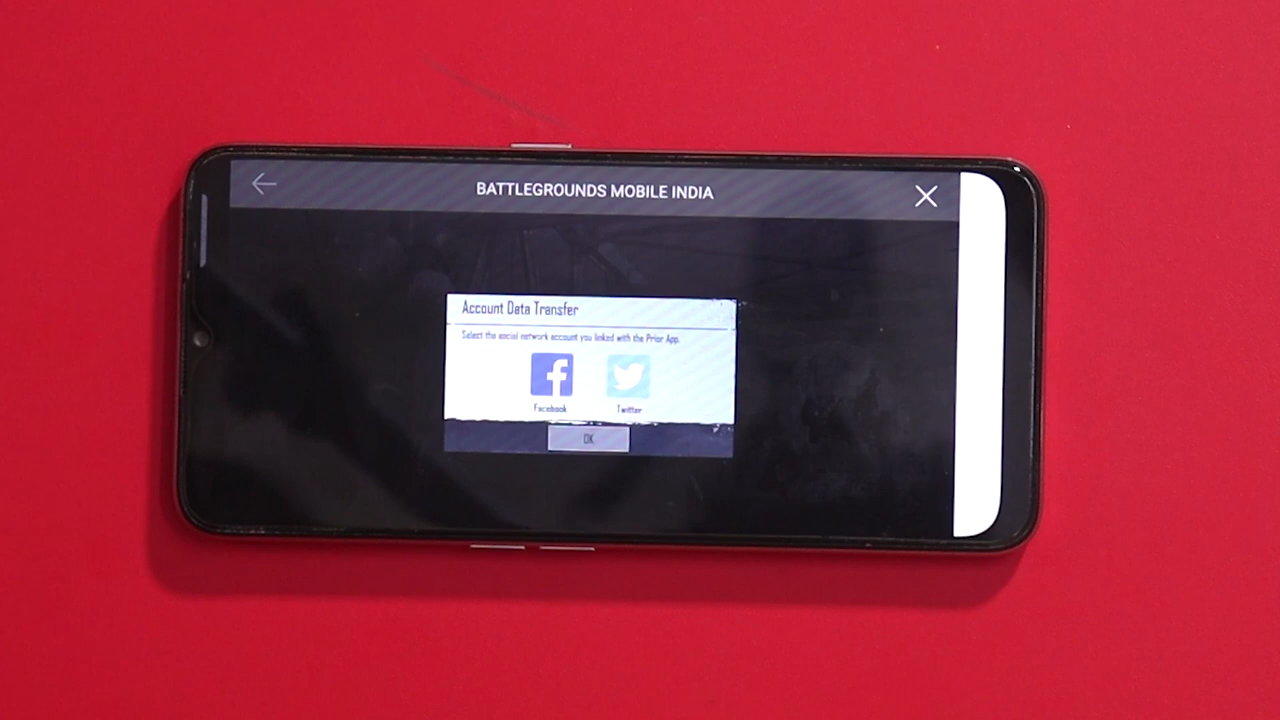 BATTLEGROUNDS MOBILE INDIA
Account Data Transfer
Select the social network account you linked with the Prior App.
Facebook Twitter
OK